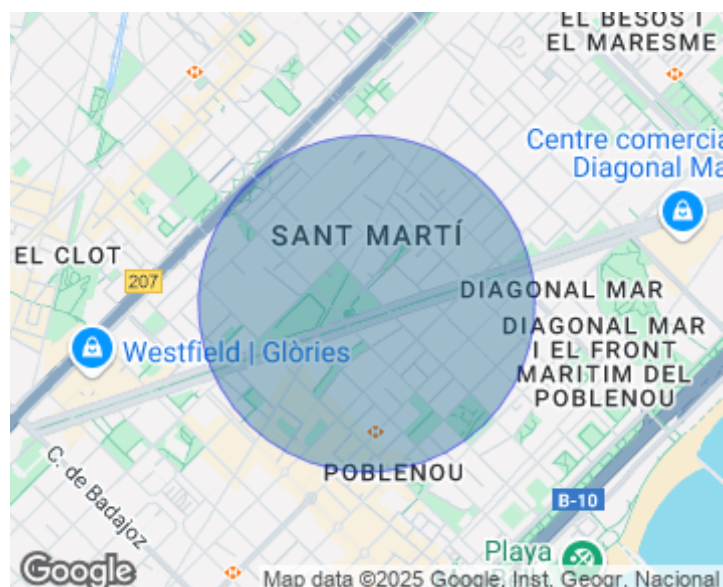 EL BESÒS I
EL MARESME
Centre comercia
Diagonal Ma
SANT MARTÍ
EL CLOT
207
DIAGONAL MAR
DIAGONAL MAR
I EL FRONT
MARITIM DEL
POBLENOU
Westfield | Glòries
POBLENOU
C. de Badajoz
B-10
Playa
Google
Map data ©2025 Google, Inst. Geogr. Nacional